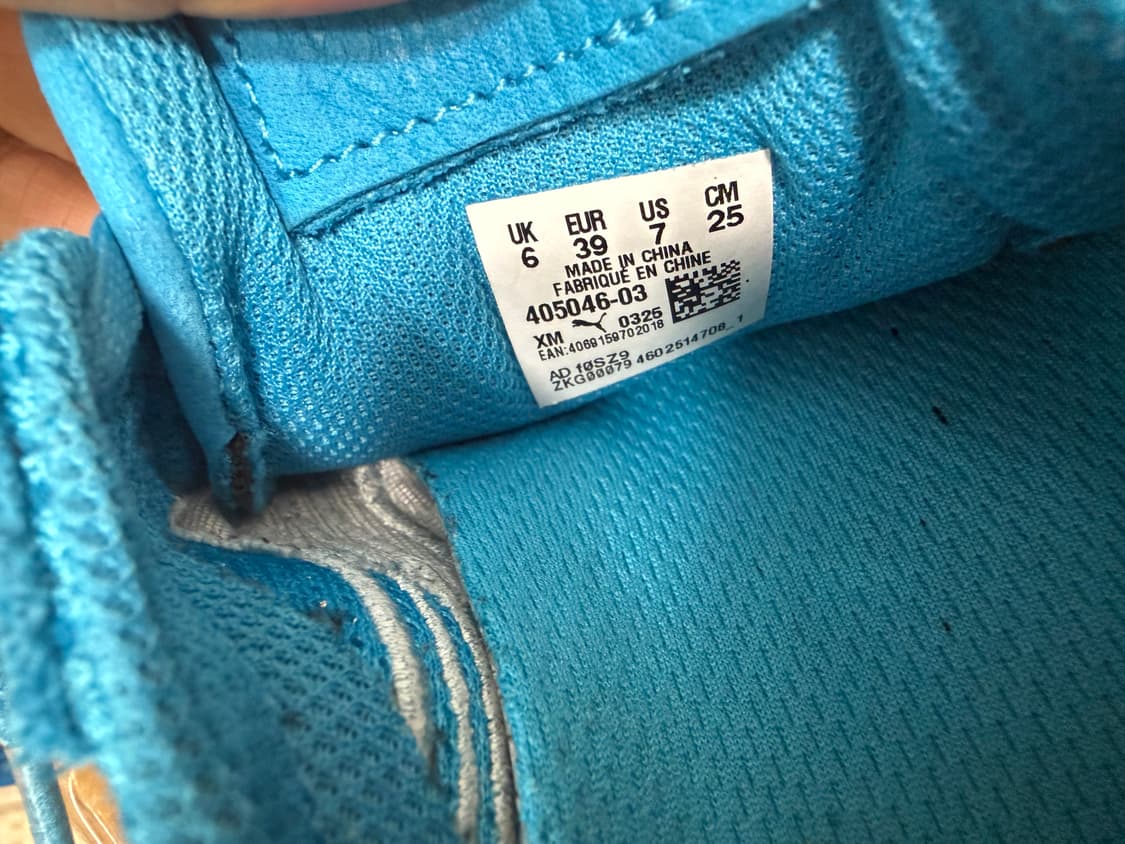 UK EUR US CM
6 39 7 25
MADE IN CHINA
FABRIQUÉ EN CHINE
405046-03
XM 0325
EAN:4069159702018
AD f0SZ9
ZKG00079 4602514708_1